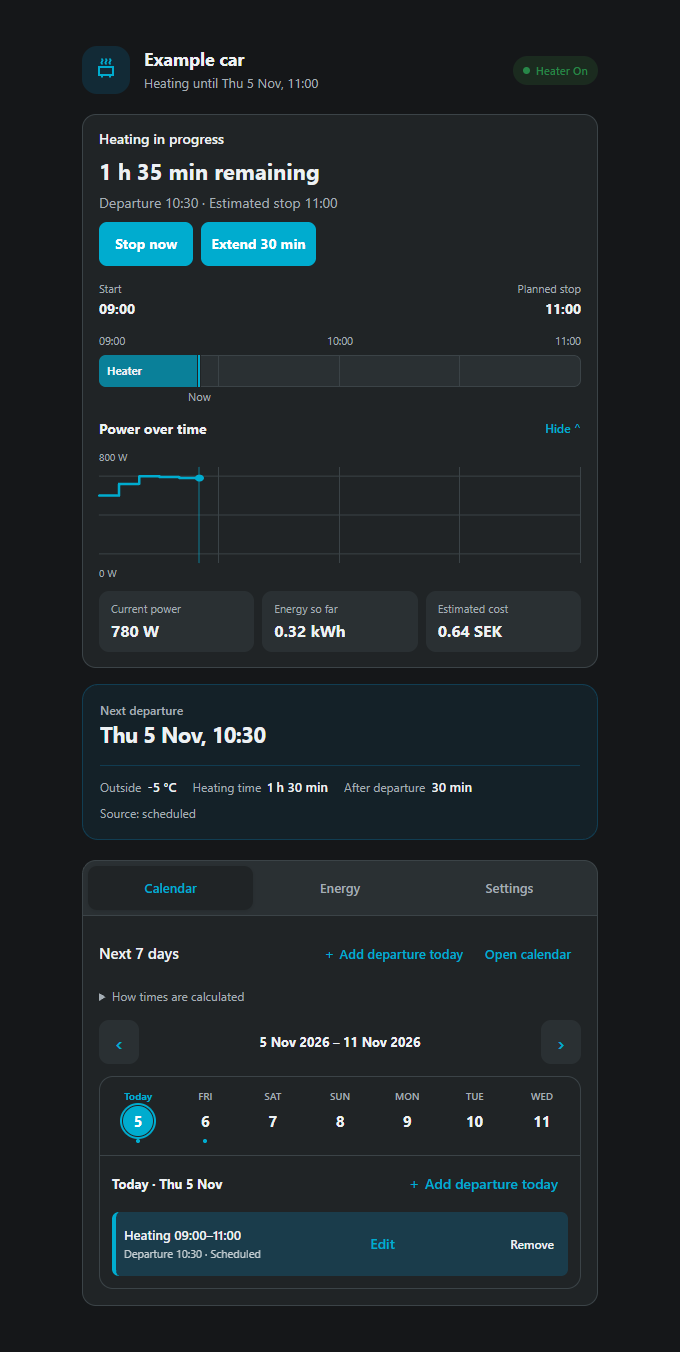 Example car
Heating until Thu 5 Nov, 11:00
Heater On
Heating in progress
1 h 35 min remaining
Departure 10:30 · Estimated stop 11:00
Stop now
Extend 30 min
Start
Planned stop
09:00
11:00
09:00
10:00
11:00
Heater
Now
Power over time
Hide ^
800 W
0 W
Current power
Energy so far
Estimated cost
780 W
0.32 kWh
0.64 SEK
Next departure
Thu 5 Nov, 10:30
Outside -5 °C Heating time 1 h 30 min After departure 30 min
Source: scheduled
Calendar
Energy
Settings
Next 7 days
+ Add departure today
Open calendar
▶ How times are calculated
‹
5 Nov 2026 – 11 Nov 2026
›
Today FRI SAT SUN MON TUE WED
5 6 7 8 9 10 11
Today · Thu 5 Nov
+ Add departure today
Heating 09:00–11:00
Departure 10:30 · Scheduled
Edit
Remove